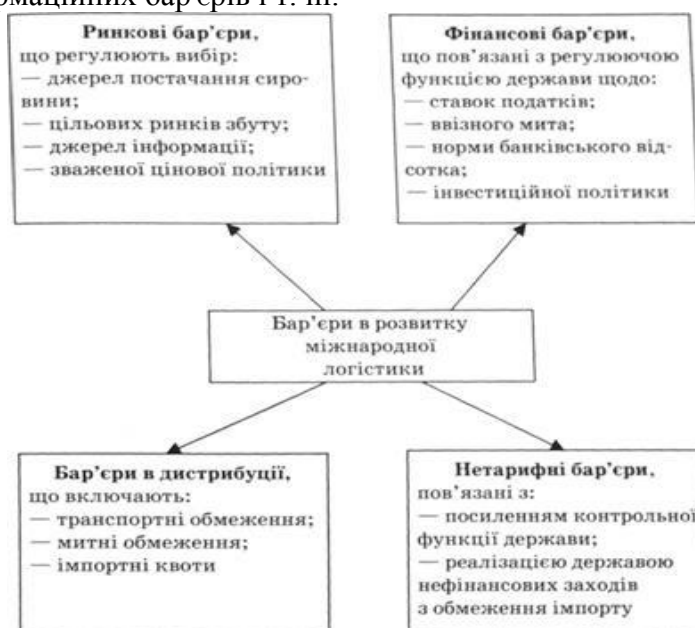 бар'єрів і т. ін.
Ринкові бар'єри,
що регулюють вибір:
— джерел постачання сиро-
вини;
— цільових ринків збуту;
— джерел інформації;
— зваженої цінової політики
Фінансові бар'єри,
що пов'язані з регулюючою
функцією держави щодо:
— ставок податків;
— ввізного мита;
— норми банківського від-
сотка;
— інвестиційної політики
Бар'єри в розвитку
міжнародної
логістики
Бар'єри в дистрибуції,
що включають:
— транспортні обмеження;
— митні обмеження;
— імпортні квоти
Нетарифні бар'єри,
пов'язані з:
— посиленням контрольної
функції держави;
— реалізацією державою
нефінансових заходів
з обмеження імпорту